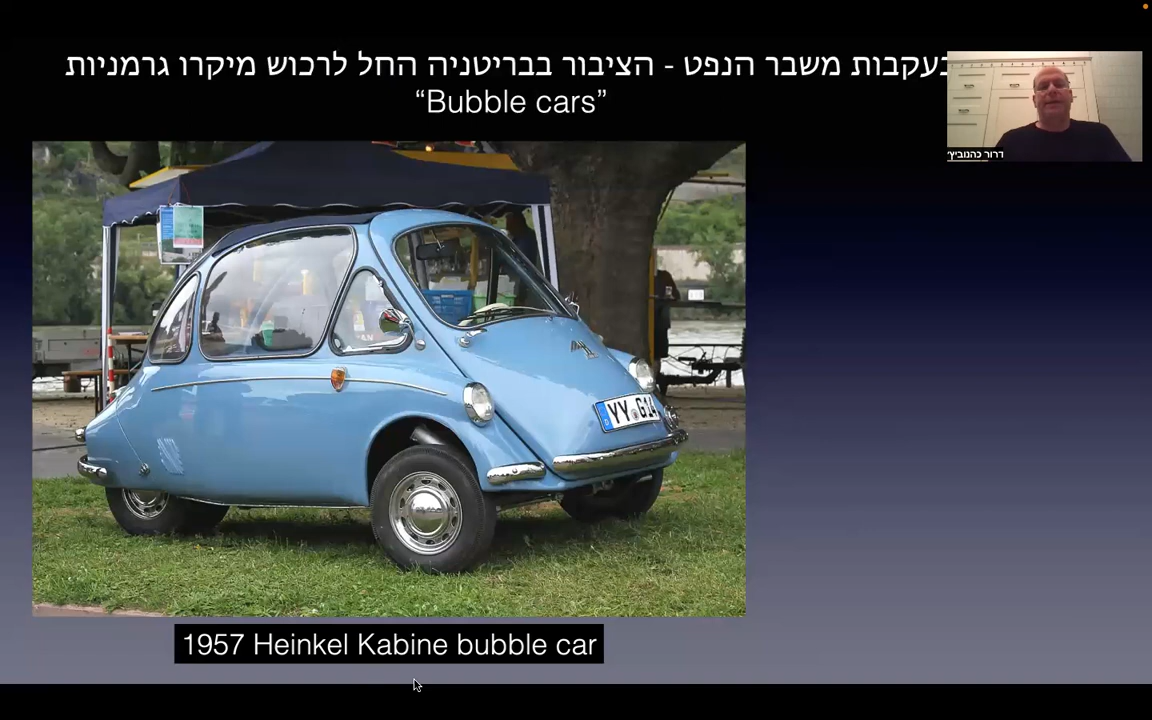 בעקבות משבר הנפט - הציבור בבריטניה החל לרכוש מיקרו גרמניות
“Bubble cars”
דרור כהנוביץ'
YY G14
1957 Heinkel Kabine bubble car